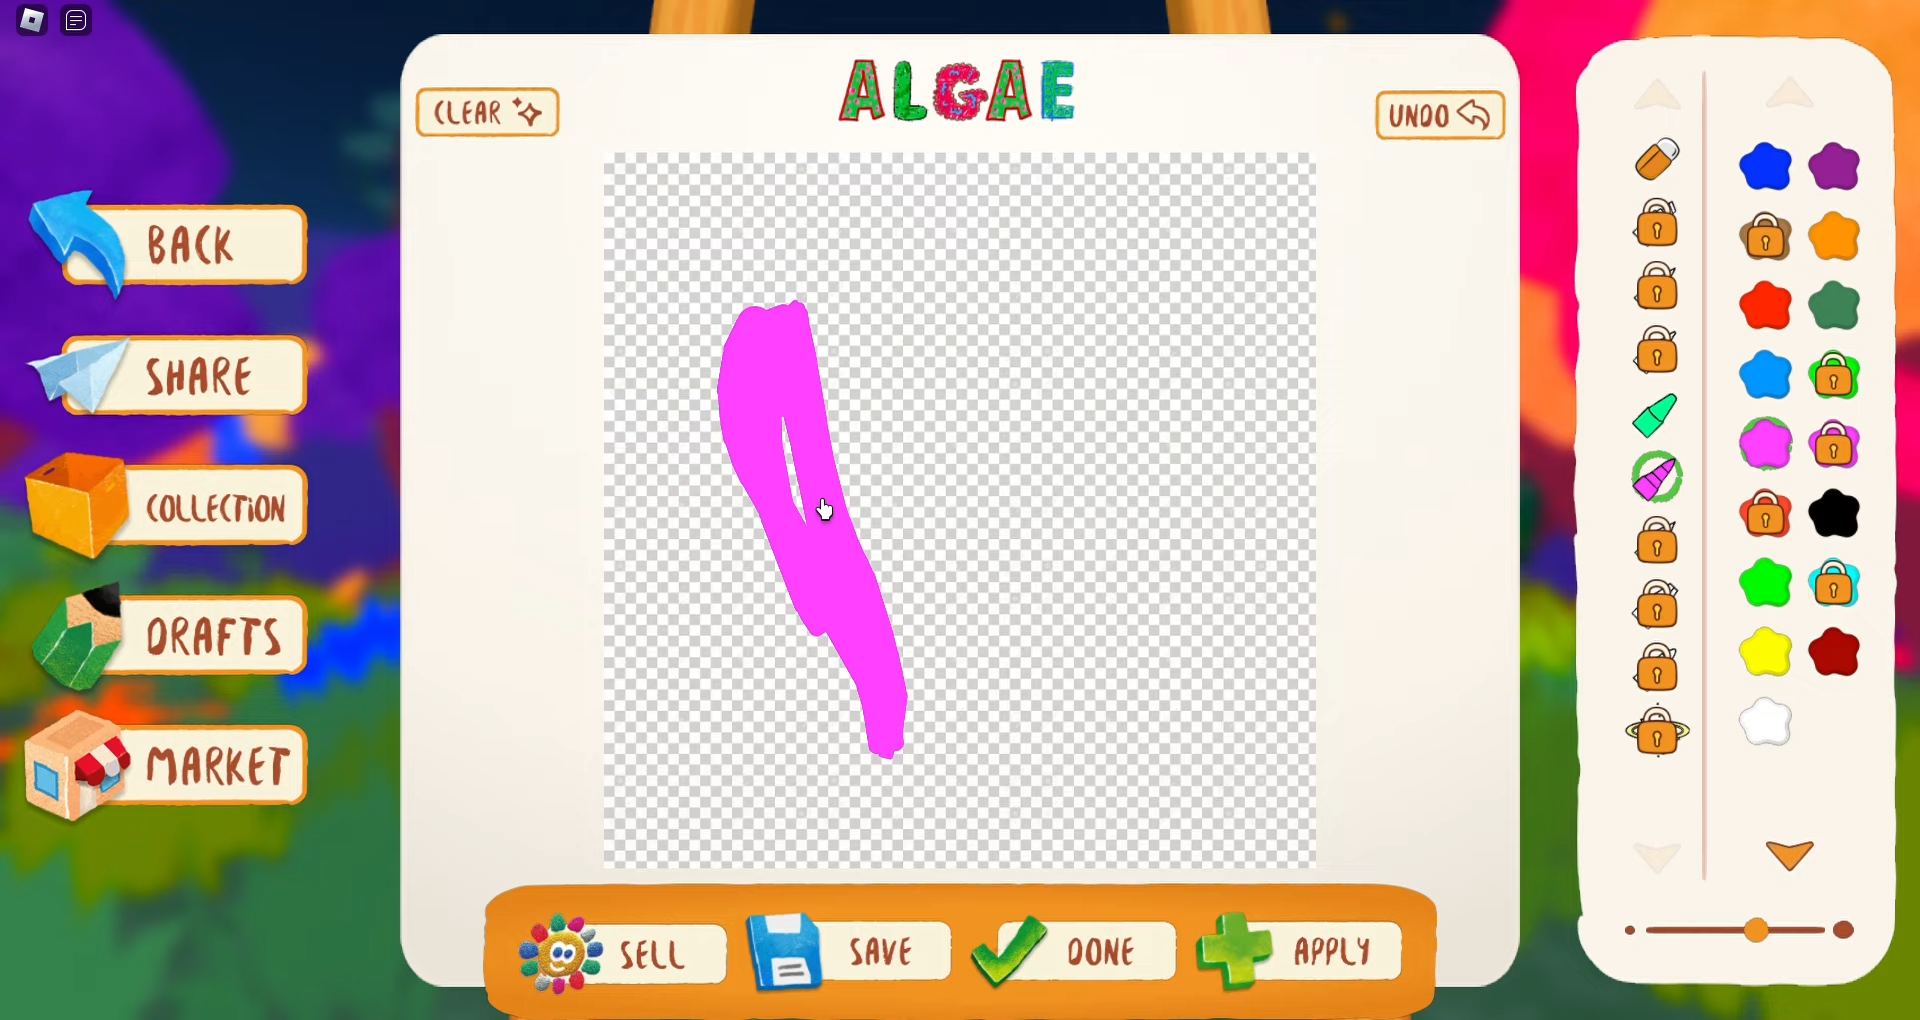 ALGAE
CLEAR
UNDO
BACK
SHARE
COLLECTION
DRAFTS
MARKET
SELL
SAVE
DONE
APPLY